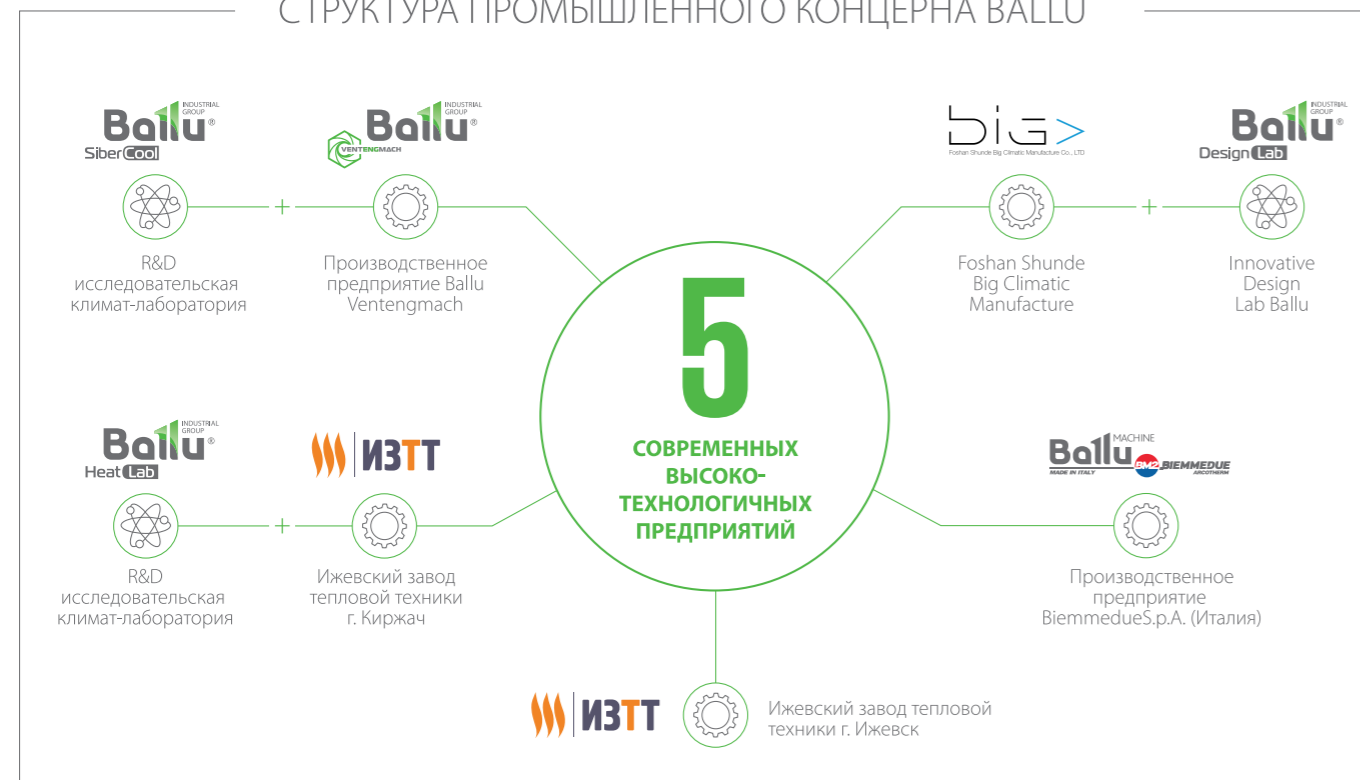 СТРУКТУРА ПРОМЫШЛЕННОГО КОНЦЕРНА BALLU
INDUSTRIAL
GROUP
Ballu®
SiberCool
INDUSTRIAL
GROUP
Ballu®
VENTENGMACH
BIG>
Foshan Shunde Big Climatic Manufacture Co., LTD
INDUSTRIAL
GROUP
Ballu®
Design Lab
+
+
R&D
исследовательская
климат-лаборатория
Производственное
предприятие Ballu
Ventengmach
Foshan Shunde
Big Climatic
Manufacture
Innovative
Design
Lab Ballu
5
СОВРЕМЕННЫХ
ВЫСОКО-
ТЕХНОЛОГИЧНЫХ
ПРЕДПРИЯТИЙ
INDUSTRIAL
GROUP
Ballu®
Heat Lab
ИЗТТ
MACHINE
Ballu
MADE IN ITALY
BM2 BIEMMEDUE
ARCOTHERM
+
R&D
исследовательская
климат-лаборатория
Ижевский завод
тепловой техники
г. Киржач
Производственное
предприятие
BiemmedueS.p.A. (Италия)
ИЗТТ
Ижевский завод тепловой
техники г. Ижевск